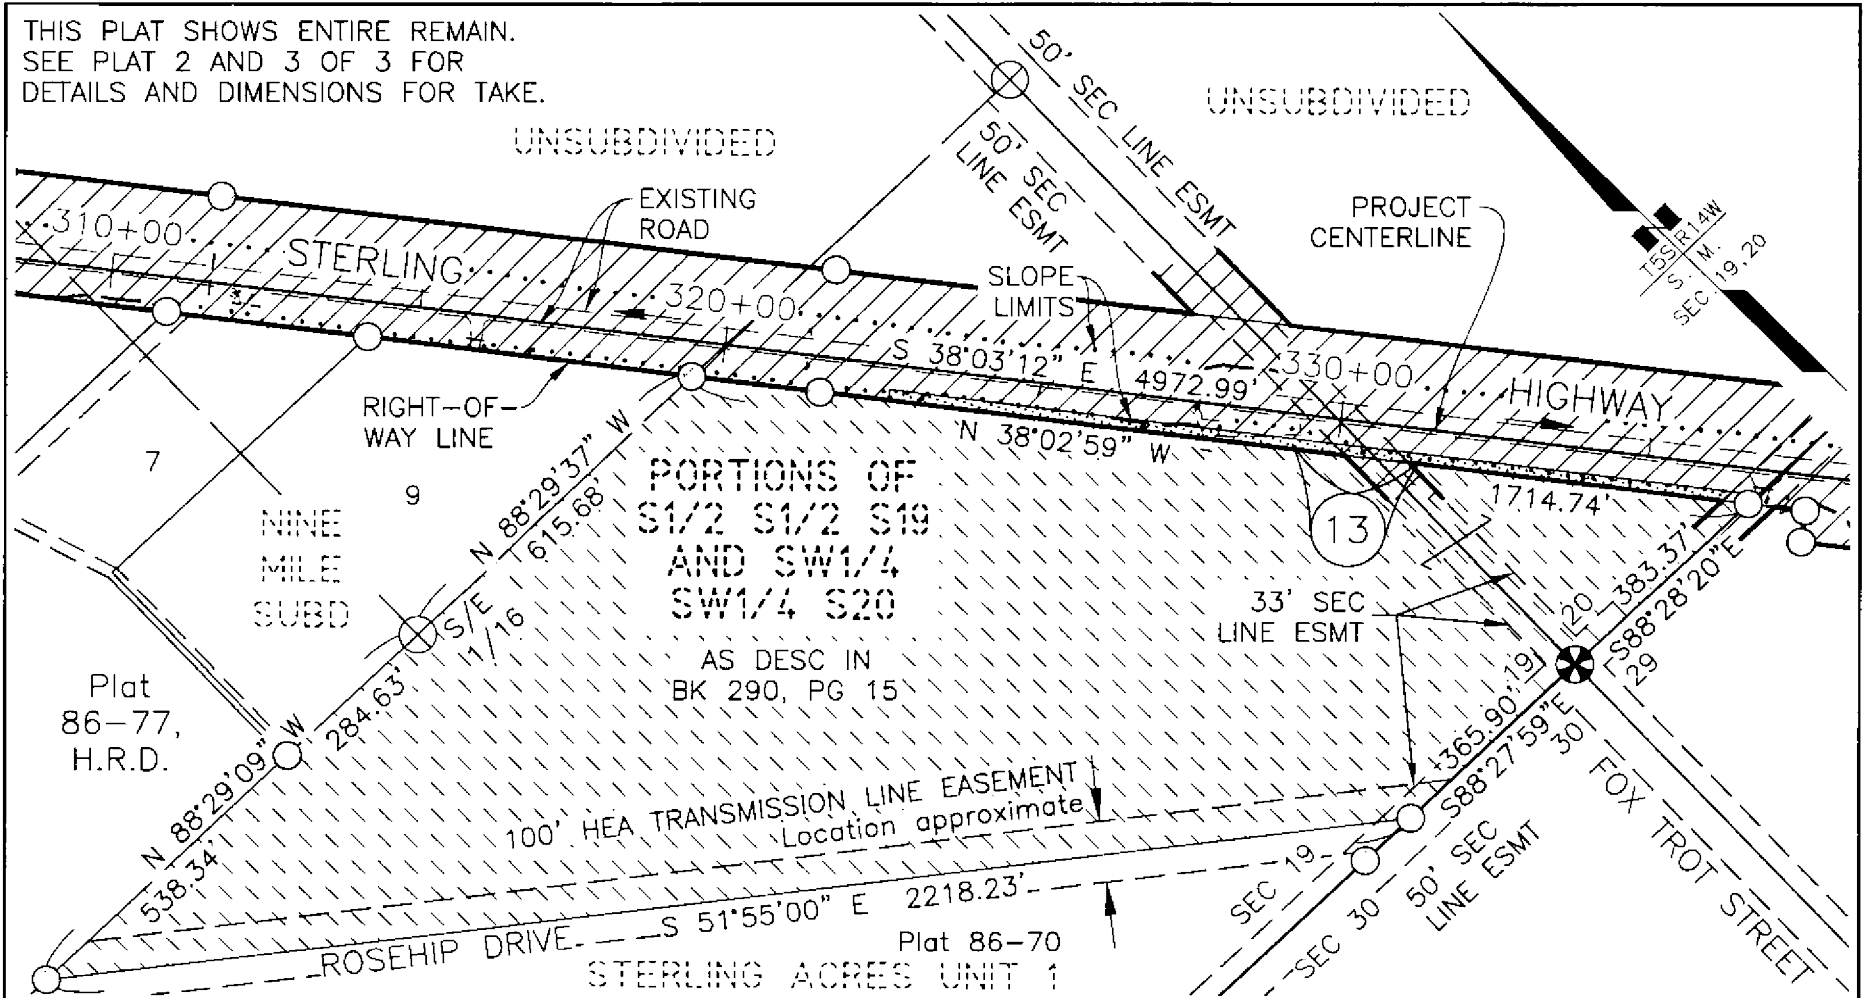 THIS PLAT SHOWS ENTIRE REMAIN.
SEE PLAT 2 AND 3 OF 3 FOR
DETAILS AND DIMENSIONS FOR TAKE.
UNSUBDIVIDED
UNSUBDIVIDED
50' SEC LINE ESMT
50' SEC
LINE ESMT
EXISTING
ROAD
PROJECT
CENTERLINE
T5S R14W
S. M.
SEC. 19,20
310+00
STERLING
320+00
SLOPE
LIMITS
330+00
HIGHWAY
S 38°03'12" E 4972.99'
N 38°02'59" W
1714.74'
RIGHT-OF-
WAY LINE
7
9
NINE
MILE
SUBD
N 88°29'37" W
615.68'
PORTIONS OF
S1/2 S1/2 S19
AND SW1/4
SW1/4 S20
AS DESC IN
BK 290, PG 15
13
33' SEC
LINE ESMT
383.37'
S88°28'20"E
20
29
19
30
S/E
1/16
Plat
86-77,
H.R.D.
284.63'
N 88°29'09" W
538.34'
365.90'
S88°27'59"E
100' HEA TRANSMISSION LINE EASEMENT
Location approximate
FOX TROT STREET
SEC 19
SEC 30
50' SEC
LINE ESMT
S 51°55'00" E 2218.23'
ROSEHIP DRIVE
Plat 86-70
STERLING ACRES UNIT 1